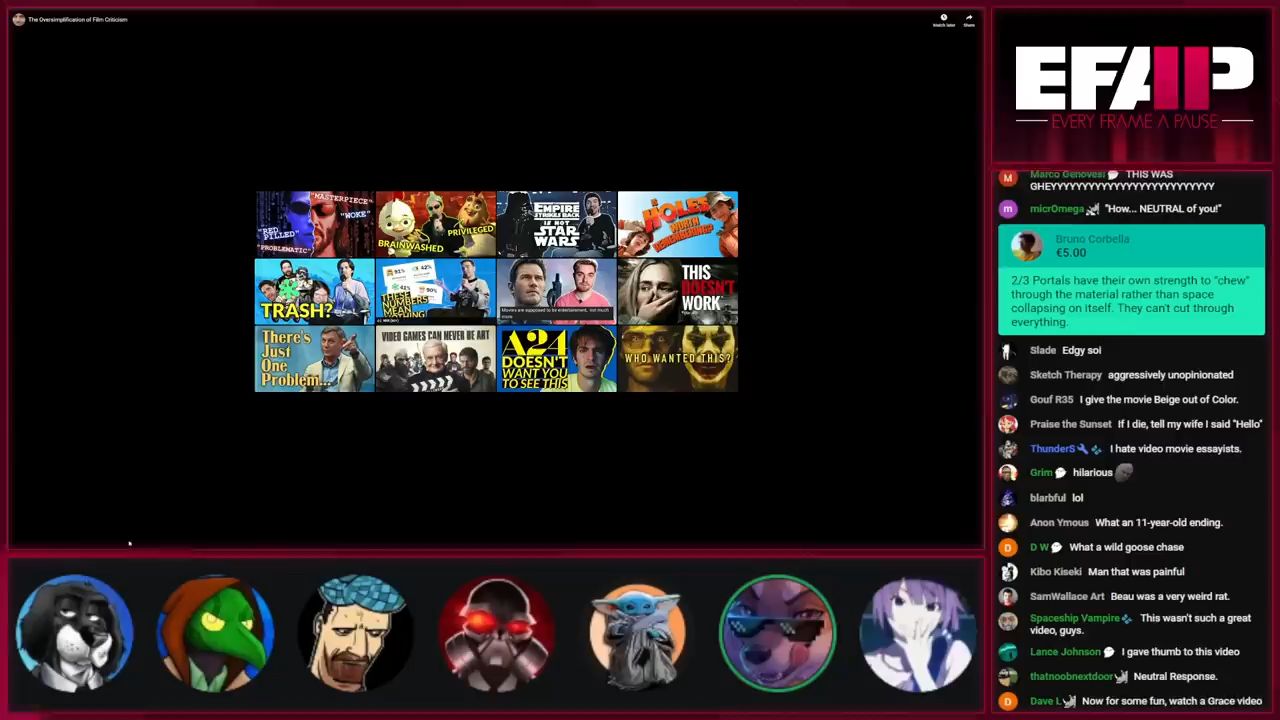 The Oversimplification of Film Criticism
Watch later
Share
"MASTERPIECE"
"WOKE"
"RED PILLED"
"PROBLEMATIC"
BRAINWASHED
PRIVILEGED
EMPIRE
STRIKES BACK
IS NOT
STAR
WARS
IS
HOLES
WORTH
REMEMBERING?
TRASH?
91%
42%
41%
90%
THESE
NUMBERS
MEAN
NOTHING
Movies are supposed to be entertainment, not much
more
THIS
DOESN'T
WORK
There's
Just
One
Problem...
VIDEO GAMES CAN NEVER BE ART
A24
DOESN'T
WANT YOU
TO SEE THIS
WHO WANTED THIS?
EFAP
EVERY FRAME A PAUSE
Marco Genovesi THIS WAS
GHEYYYYYYYYYYYYYYYYYYYYYYYYY
micrOmega "How... NEUTRAL of you!"
Bruno Corbella
€5.00
2/3 Portals have their own strength to "chew"
through the material rather than space
collapsing on itself. They can't cut through
everything.
Slade Edgy soi
Sketch Therapy aggressively unopinionated
Gouf R35 I give the movie Beige out of Color.
Praise the Sunset If I die, tell my wife I said "Hello"
ThunderS I hate video movie essayists.
Grim hilarious
blarbful lol
Anon Ymous What an 11-year-old ending.
D W What a wild goose chase
Kibo Kiseki Man that was painful
SamWallace Art Beau was a very weird rat.
Spaceship Vampire This wasn't such a great
video, guys.
Lance Johnson I gave thumb to this video
thatnoobnextdoor Neutral Response.
Dave L Now for some fun, watch a Grace video